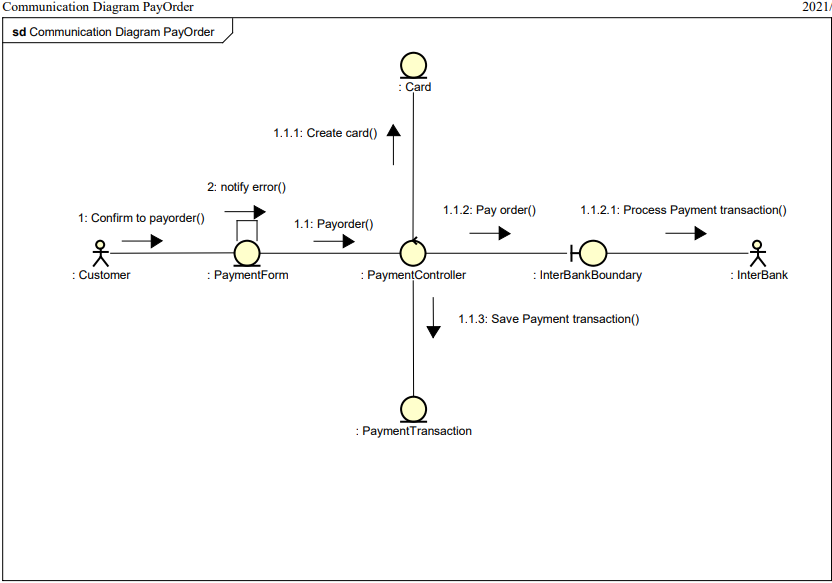 Communication Diagram PayOrder
2021/
sd Communication Diagram PayOrder
: Card
1.1.1: Create card()
2: notify error()
1: Confirm to payorder()
1.1: Payorder()
1.1.2: Pay order()
1.1.2.1: Process Payment transaction()
: Customer
: PaymentForm
: PaymentController
: InterBankBoundary
: InterBank
1.1.3: Save Payment transaction()
: PaymentTransaction